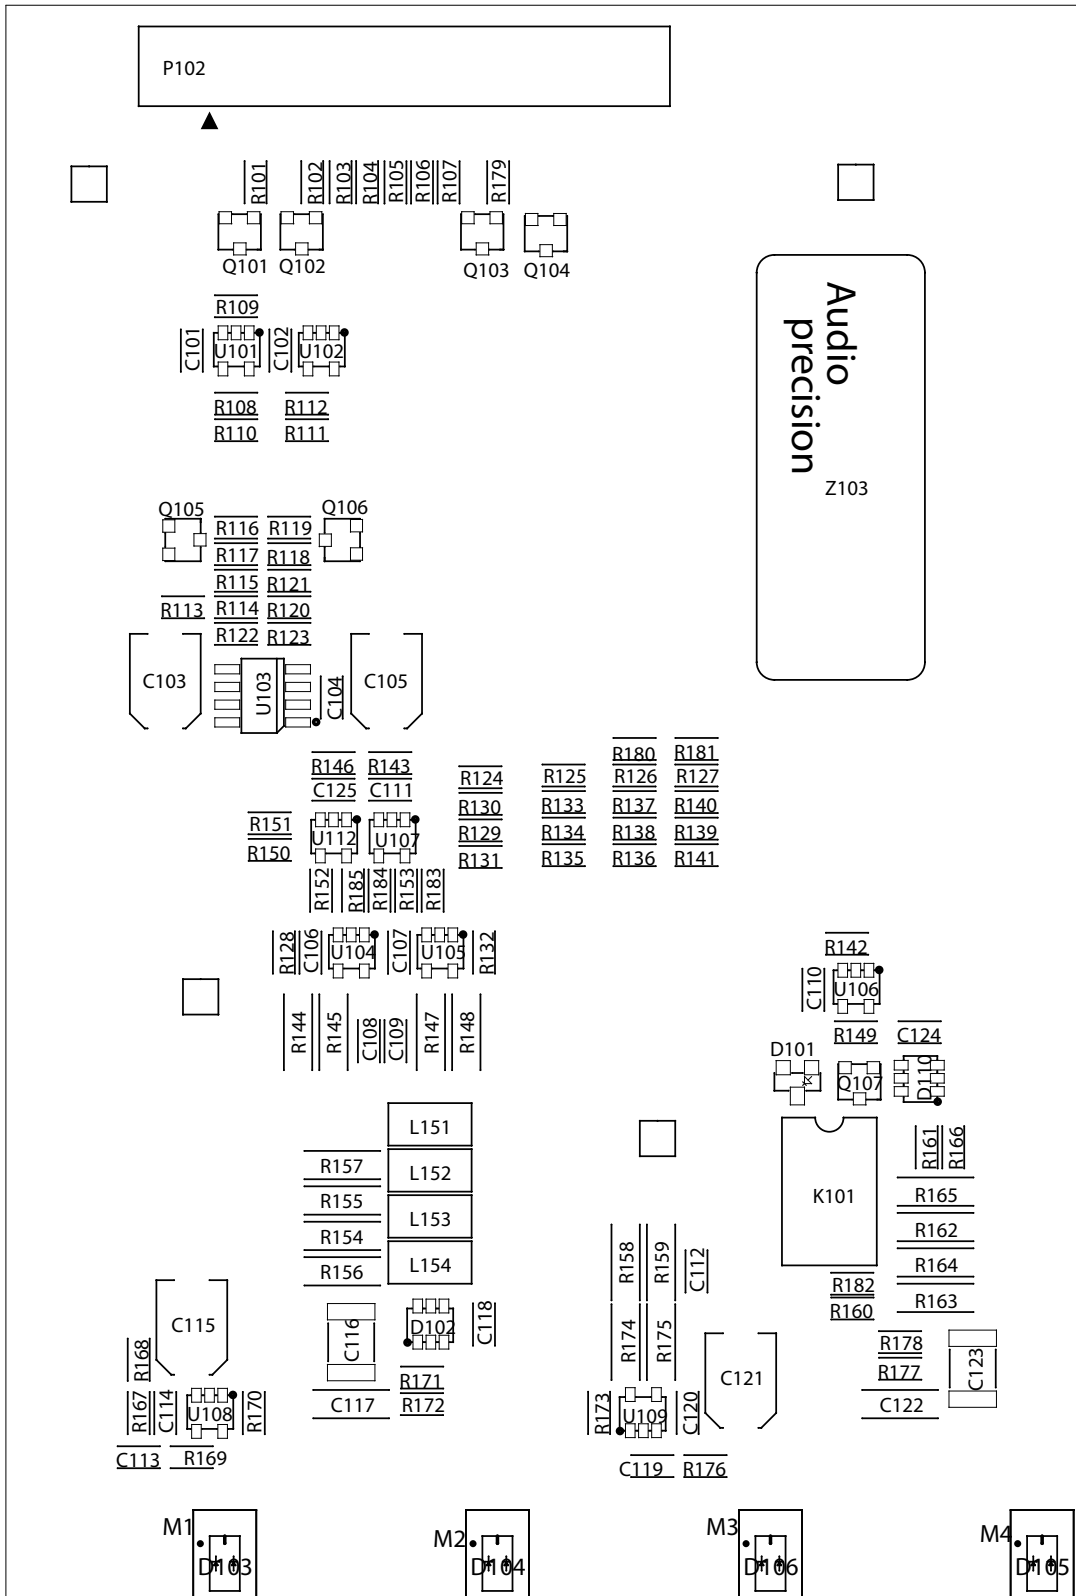 P102
R101 R102 R103 R104 R105 R106 R107 R179
Q101 Q102 Q103 Q104
R109
C101 U101 C102 U102
R108 R112
R110 R111
Audio
precision
Z103
Q105 Q106
R116 R119
R117 R118
R115 R121
R113 R114 R120
R122 R123
C103 U103 C104 C105
R146 R143 R180 R181
C125 C111 R124 R125 R126 R127
R130 R133 R137 R140
R151 U112 U107 R129 R134 R138 R139
R150 R131 R135 R136 R141
R152 R185 R184 R153 R183
R128 C106 U104 C107 U105 R132
R142
C110 U106
R144 R145 C108 C109 R147 R148
R149 C124
D101 Q107 D110
L151
R161 R166
R157 L152
K101 R165
R155 L153
R162
R154 L154
R158 R159 C112 R164
R156 R182 R163
R160
C115 C116 D102 C118
R174 R175 R178
R168 R171 C121 R177 C123
R167 C114 U108 R170 C117 R172 R173 U109 C120 C122
C113 R169 C119 R176
M1 M2 M3 M4
D103 D104 D106 D105